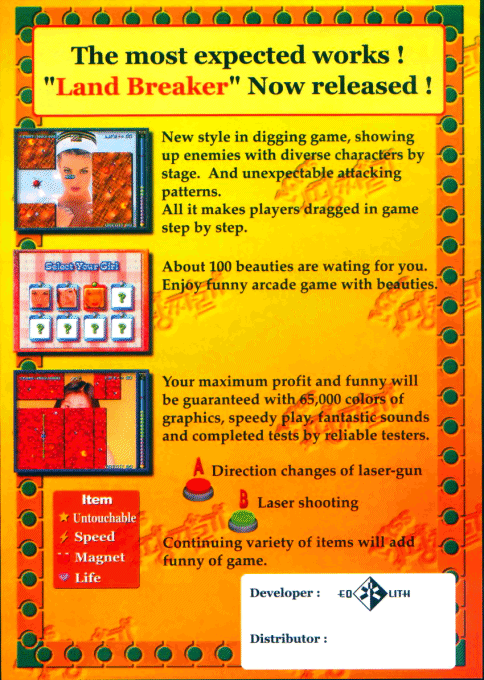 The most expected works !
"Land Breaker" Now released !
New style in digging game, showing
up enemies with diverse characters by
stage. And unexpectable attacking
patterns.
All it makes players dragged in game
step by step.
Select Your Girl
? 
? ? ? ?
About 100 beauties are wating for you.
Enjoy funny arcade game with beauties.
Your maximum profit and funny will
be guaranteed with 65,000 colors of
graphics, speedy play, fantastic sounds
and completed tests by reliable testers.
A Direction changes of laser-gun
B Laser shooting
Item
Untouchable
Speed
Magnet
Life
Continuing variety of items will add
funny of game.
Developer : EOLITH
Distributor :